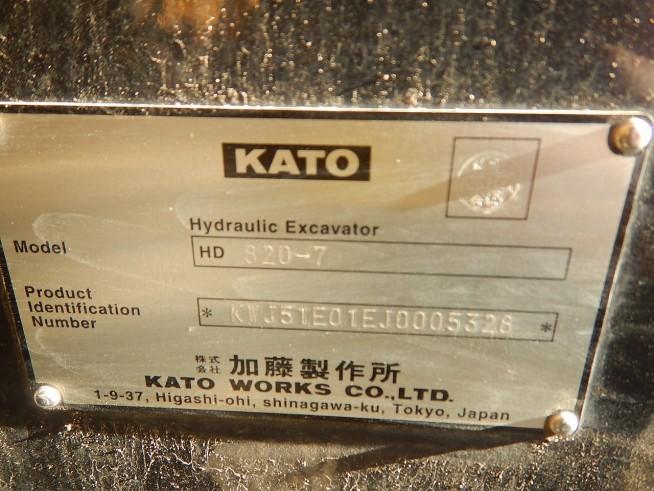 KATO
Hydraulic Excavator
Model HD 820-7
Product
Identification
Number * KWJ51E01EJ0005328 *
株式
会社 加藤製作所
KATO WORKS CO.,LTD.
1-9-37, Higashi-ohi, shinagawa-ku, Tokyo, Japan